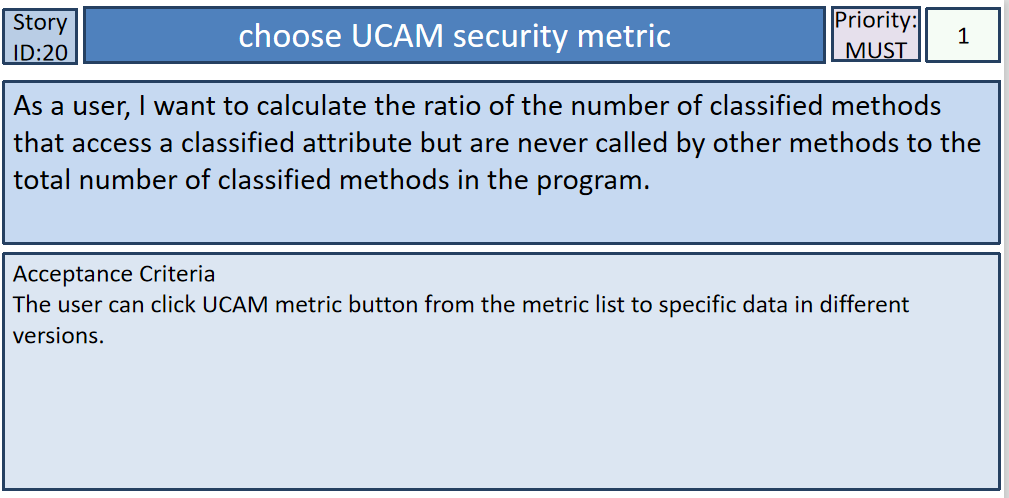 Story
ID:20
choose UCAM security metric
Priority:
MUST
1
As a user, I want to calculate the ratio of the number of classified methods
that access a classified attribute but are never called by other methods to the
total number of classified methods in the program.
Acceptance Criteria
The user can click UCAM metric button from the metric list to specific data in different
versions.